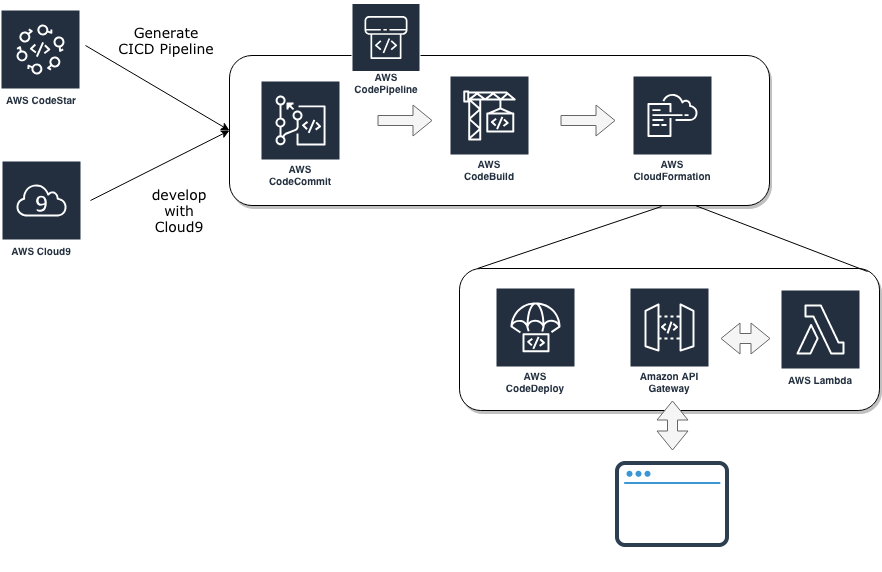 Generate
CICD Pipeline
AWS CodeStar
AWS
CodePipeline
AWS
CodeCommit
AWS
CodeBuild
AWS
CloudFormation
9
AWS Cloud9
develop
with
Cloud9
</>
</>
</>
</>
</>
</>
</>
AWS
CodeDeploy
Amazon API
Gateway
AWS Lambda